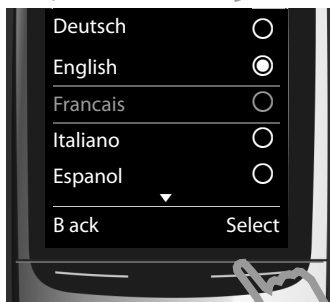 Deutsch
English
Francais
Italiano
Espanol
B ack Select